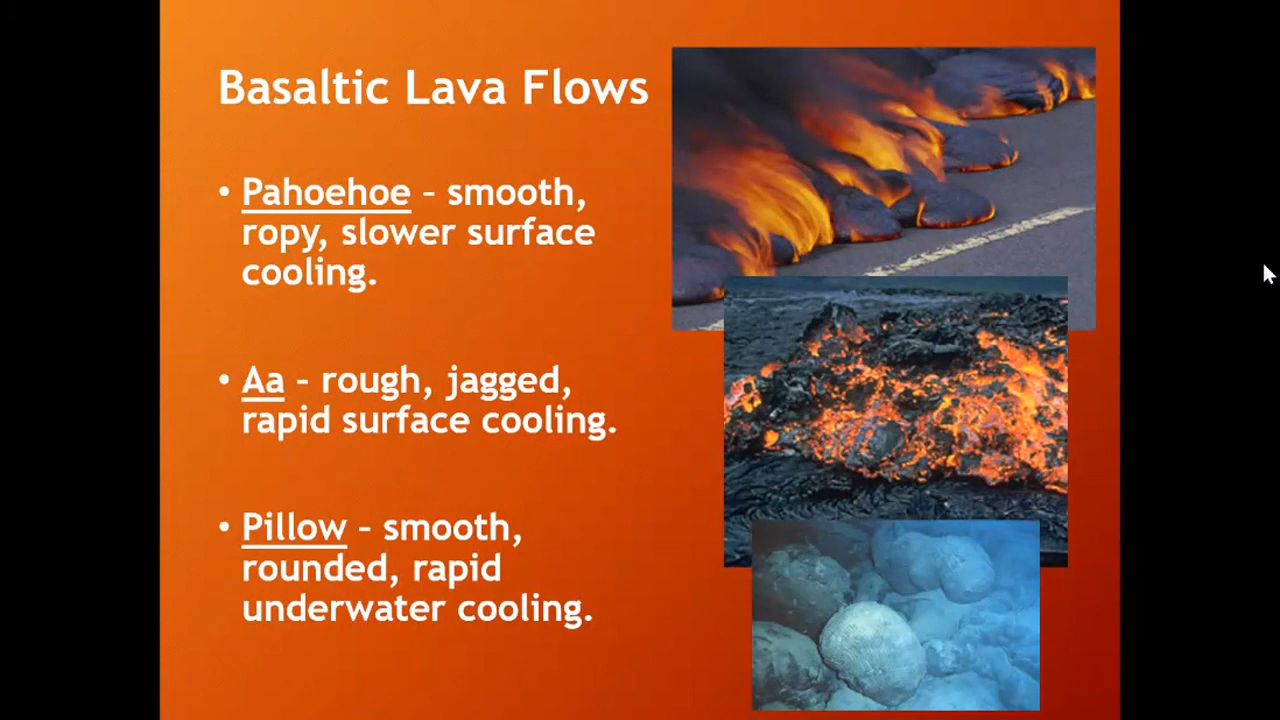 Basaltic Lava Flows
• Pahoehoe – smooth,
ropy, slower surface
cooling.
• Aa – rough, jagged,
rapid surface cooling.
• Pillow – smooth,
rounded, rapid
underwater cooling.